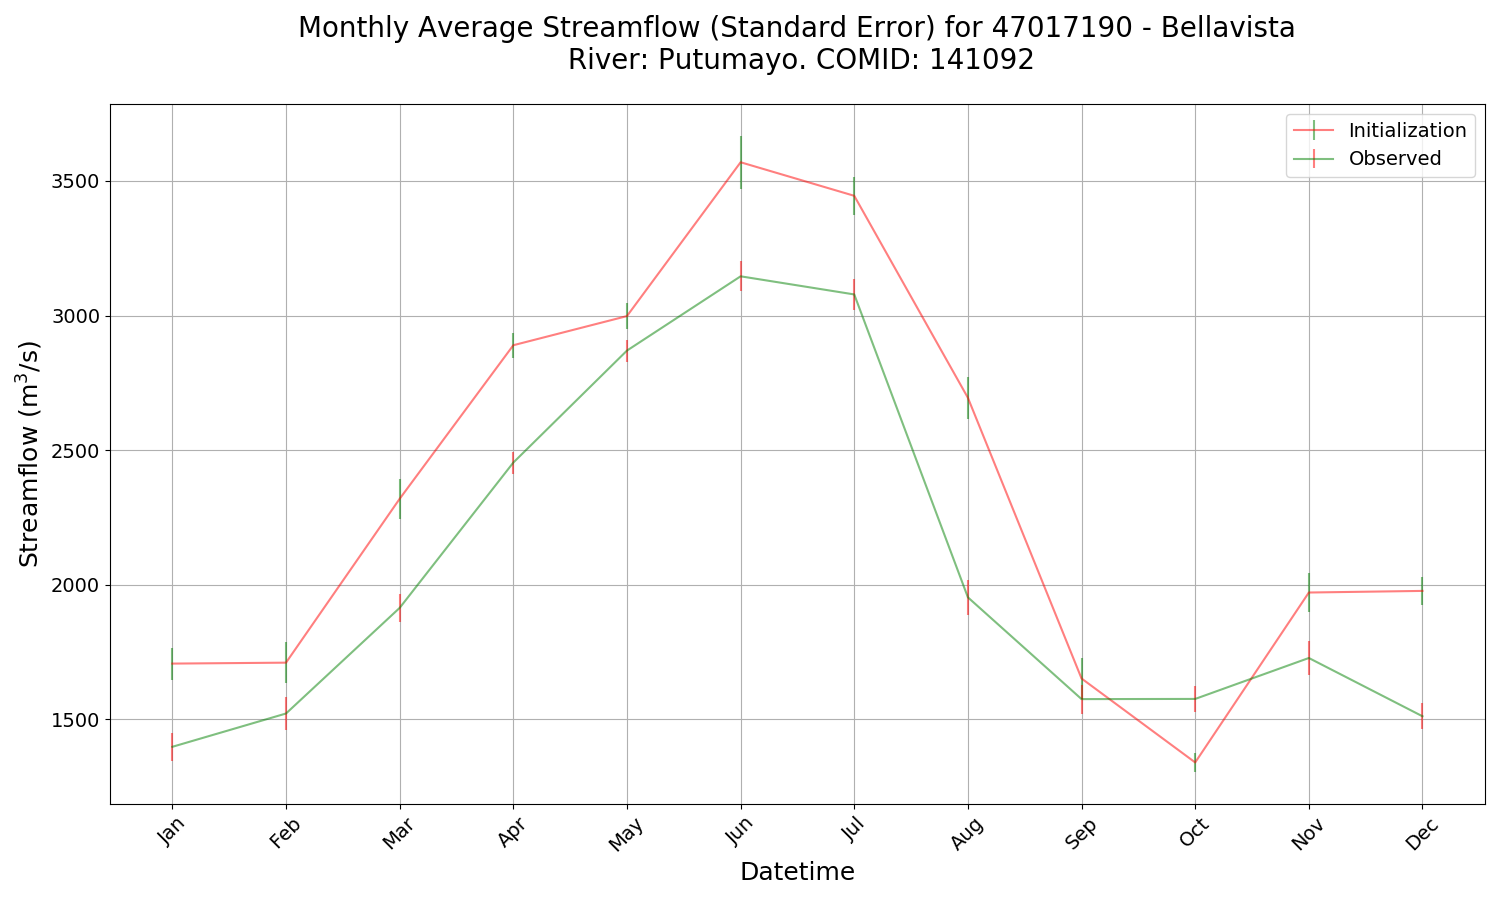 Monthly Average Streamflow (Standard Error) for 47017190 - Bellavista
River: Putumayo. COMID: 141092
Initialization
Observed
Streamflow (m³/s)
3500
3000
2500
2000
1500
Jan Feb Mar Apr May Jun Jul Aug Sep Oct Nov Dec
Datetime